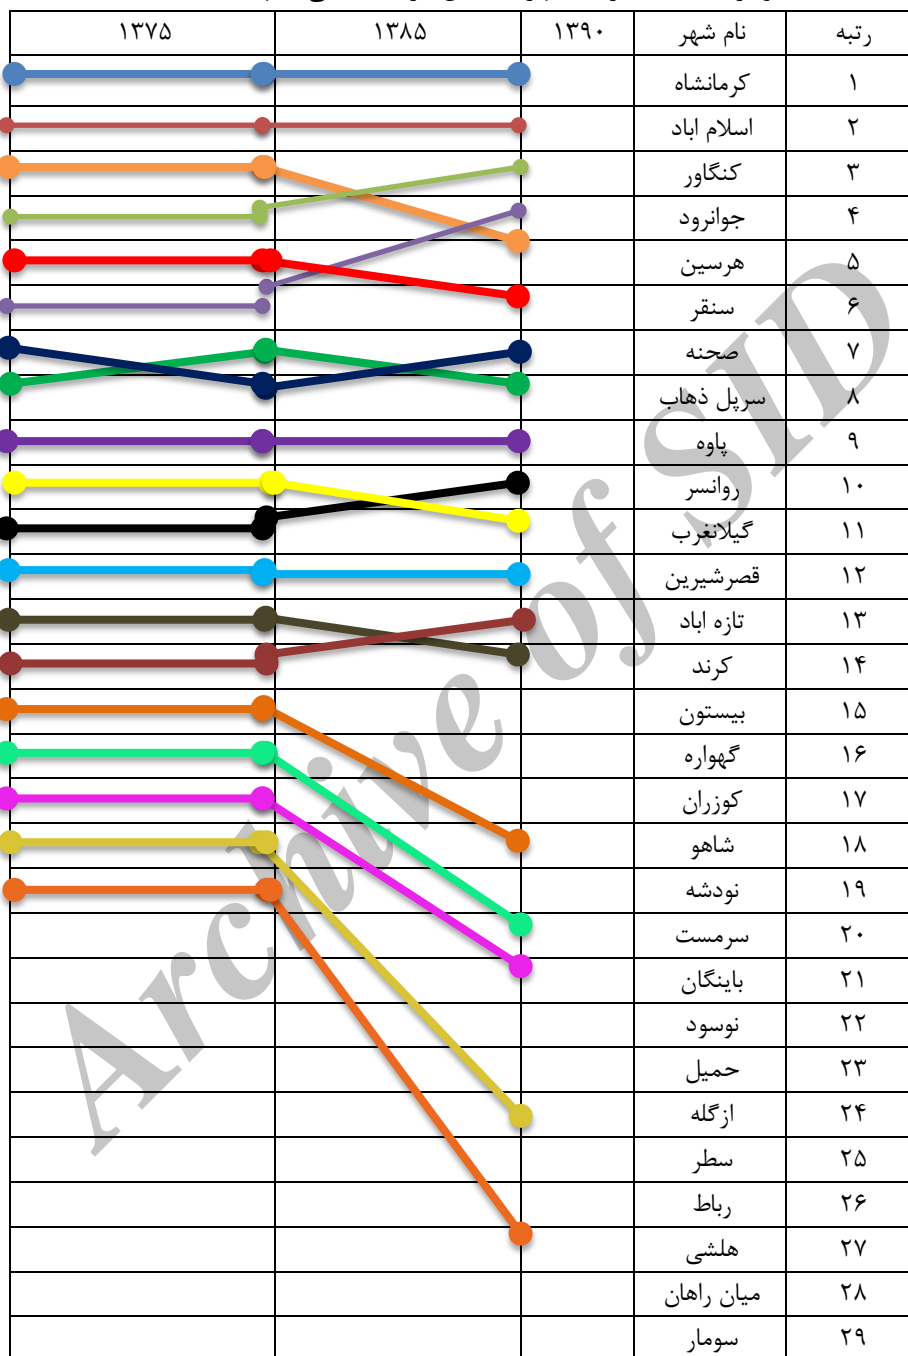 رتبه نام شهر ۱۳۹۰ ۱۳۸۵ ۱۳۷۵
۱ کرمانشاه
۲ اسلام اباد
۳ کنگاور
۴ جوانرود
۵ هرسین
۶ سنقر
۷ صحنه
۸ سرپل ذهاب
۹ پاوه
۱۰ روانسر
۱۱ گیلانغرب
۱۲ قصرشیرین
۱۳ تازه اباد
۱۴ کرند
۱۵ بیستون
۱۶ گهواره
۱۷ کوزران
۱۸ شاهو
۱۹ نودشه
۲۰ سرمست
۲۱ باینگان
۲۲ نوسود
۲۳ حمیل
۲۴ ازگله
۲۵ سطر
۲۶ رباط
۲۷ هلشی
۲۸ میان راهان
۲۹ سومار
Archive of SID